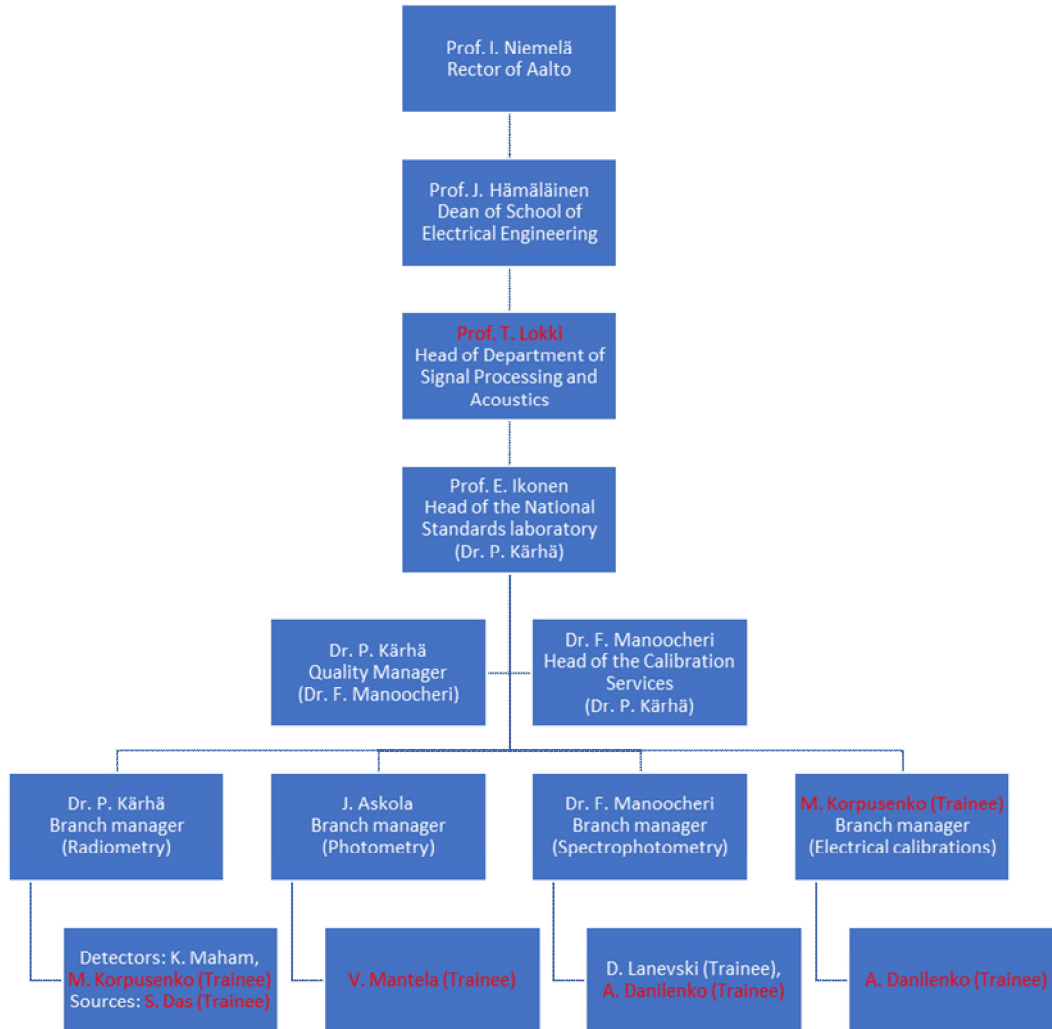 Prof. I. Niemelä
Rector of Aalto
Prof. J. Hämäläinen
Dean of School of
Electrical Engineering
Prof. T. Lokki
Head of Department of
Signal Processing and
Acoustics
Prof. E. Ikonen
Head of the National
Standards laboratory
(Dr. P. Kärhä)
Dr. P. Kärhä
Quality Manager
(Dr. F. Manoocheri)
Dr. F. Manoocheri
Head of the Calibration
Services
(Dr. P. Kärhä)
Dr. P. Kärhä
Branch manager
(Radiometry)
J. Askola
Branch manager
(Photometry)
Dr. F. Manoocheri
Branch manager
(Spectrophotometry)
M. Korpusenko (Trainee)
Branch manager
(Electrical calibrations)
Detectors: K. Maham,
M. Korpusenko (Trainee)
Sources: S. Das (Trainee)
V. Mantela (Trainee)
D. Lanevski (Trainee),
A. Danilenko (Trainee)
A. Danilenko (Trainee)